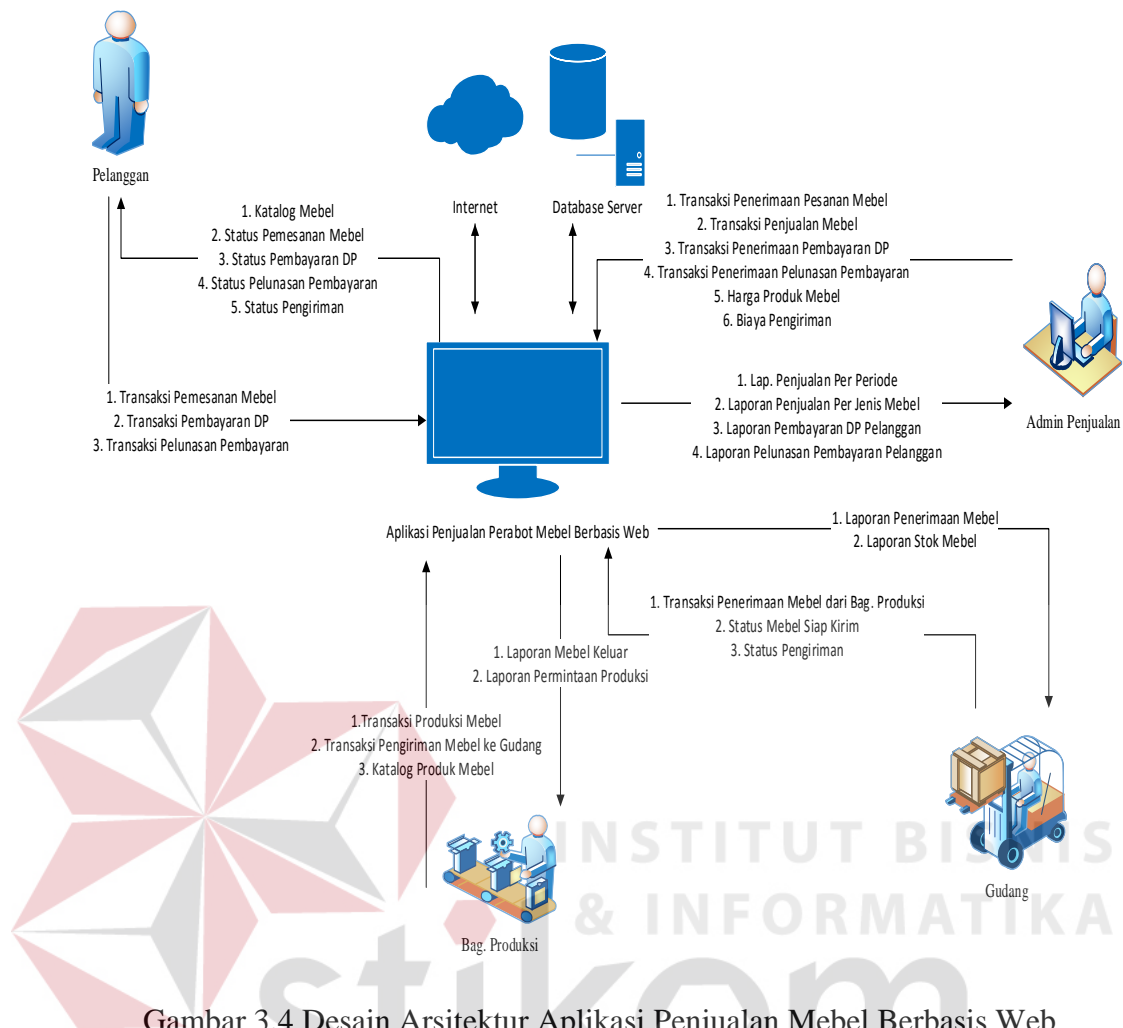 Pelanggan
1. Katalog Mebel
2. Status Pemesanan Mebel
3. Status Pembayaran DP
4. Status Pelunasan Pembayaran
5. Status Pengiriman
Internet
Database Server
1. Transaksi Penerimaan Pesanan Mebel
2. Transaksi Penjualan Mebel
3. Transaksi Penerimaan Pembayaran DP
4. Transaksi Penerimaan Pelunasan Pembayaran
5. Harga Produk Mebel
6. Biaya Pengiriman
1. Transaksi Pemesanan Mebel
2. Transaksi Pembayaran DP
3. Transaksi Pelunasan Pembayaran
1. Lap. Penjualan Per Periode
2. Laporan Penjualan Per Jenis Mebel
3. Laporan Pembayaran DP Pelanggan
4. Laporan Pelunasan Pembayaran Pelanggan
Admin Penjualan
Aplikasi Penjualan Perabot Mebel Berbasis Web
1. Laporan Penerimaan Mebel
2. Laporan Stok Mebel
1. Transaksi Penerimaan Mebel dari Bag. Produksi
2. Status Mebel Siap Kirim
3. Status Pengiriman
1. Laporan Mebel Keluar
2. Laporan Permintaan Produksi
1.Transaksi Produksi Mebel
2. Transaksi Pengiriman Mebel ke Gudang
3. Katalog Produk Mebel
Bag. Produksi
Gudang
INSTITUT BISNIS
& INFORMATIKA
stikom
Gambar 3.4 Desain Arsitektur Aplikasi Penjualan Mebel Berbasis Web